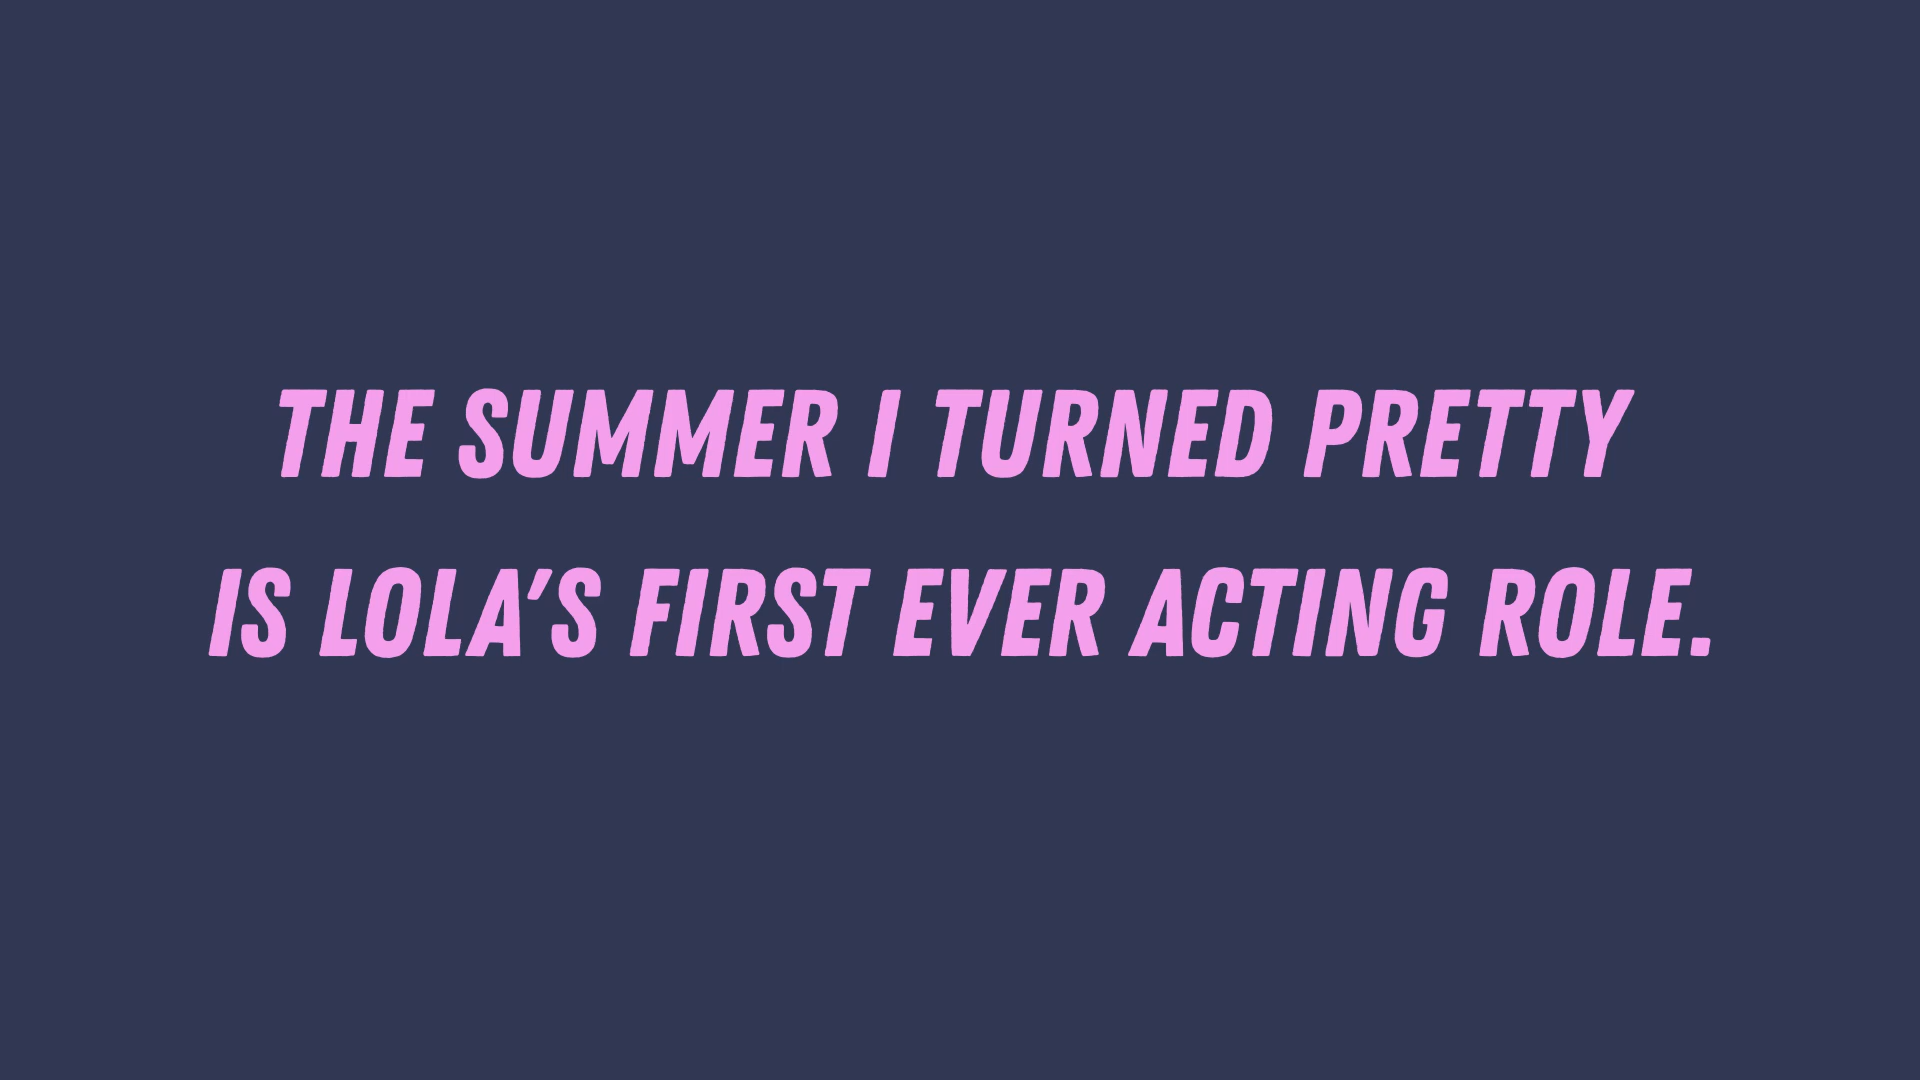 THE SUMMER I TURNED PRETTY
IS LOLA'S FIRST EVER ACTING ROLE.